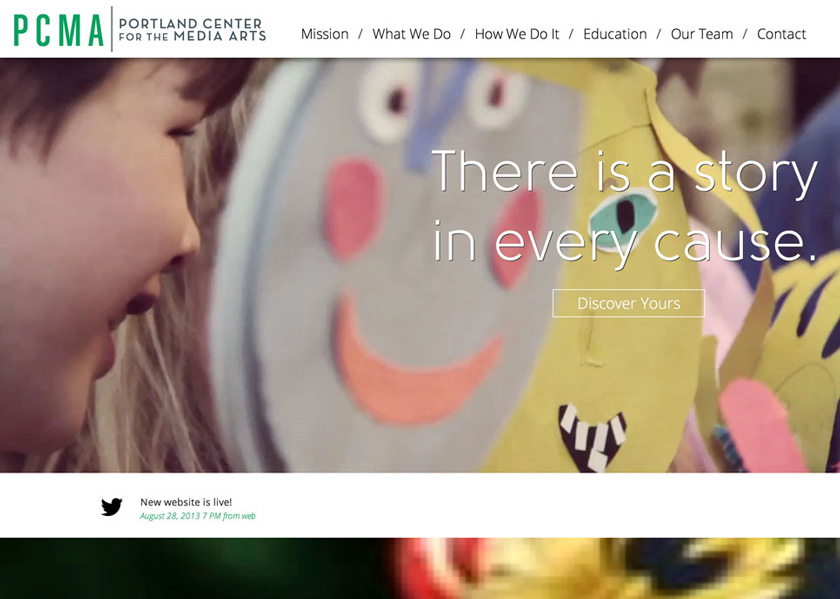 PCMA
PORTLAND CENTER
FOR THE MEDIA ARTS
Mission / What We Do / How We Do It / Education / Our Team / Contact
There is a story
in every cause.
Discover Yours
New website is live!
August 28, 2013 7 PM from web